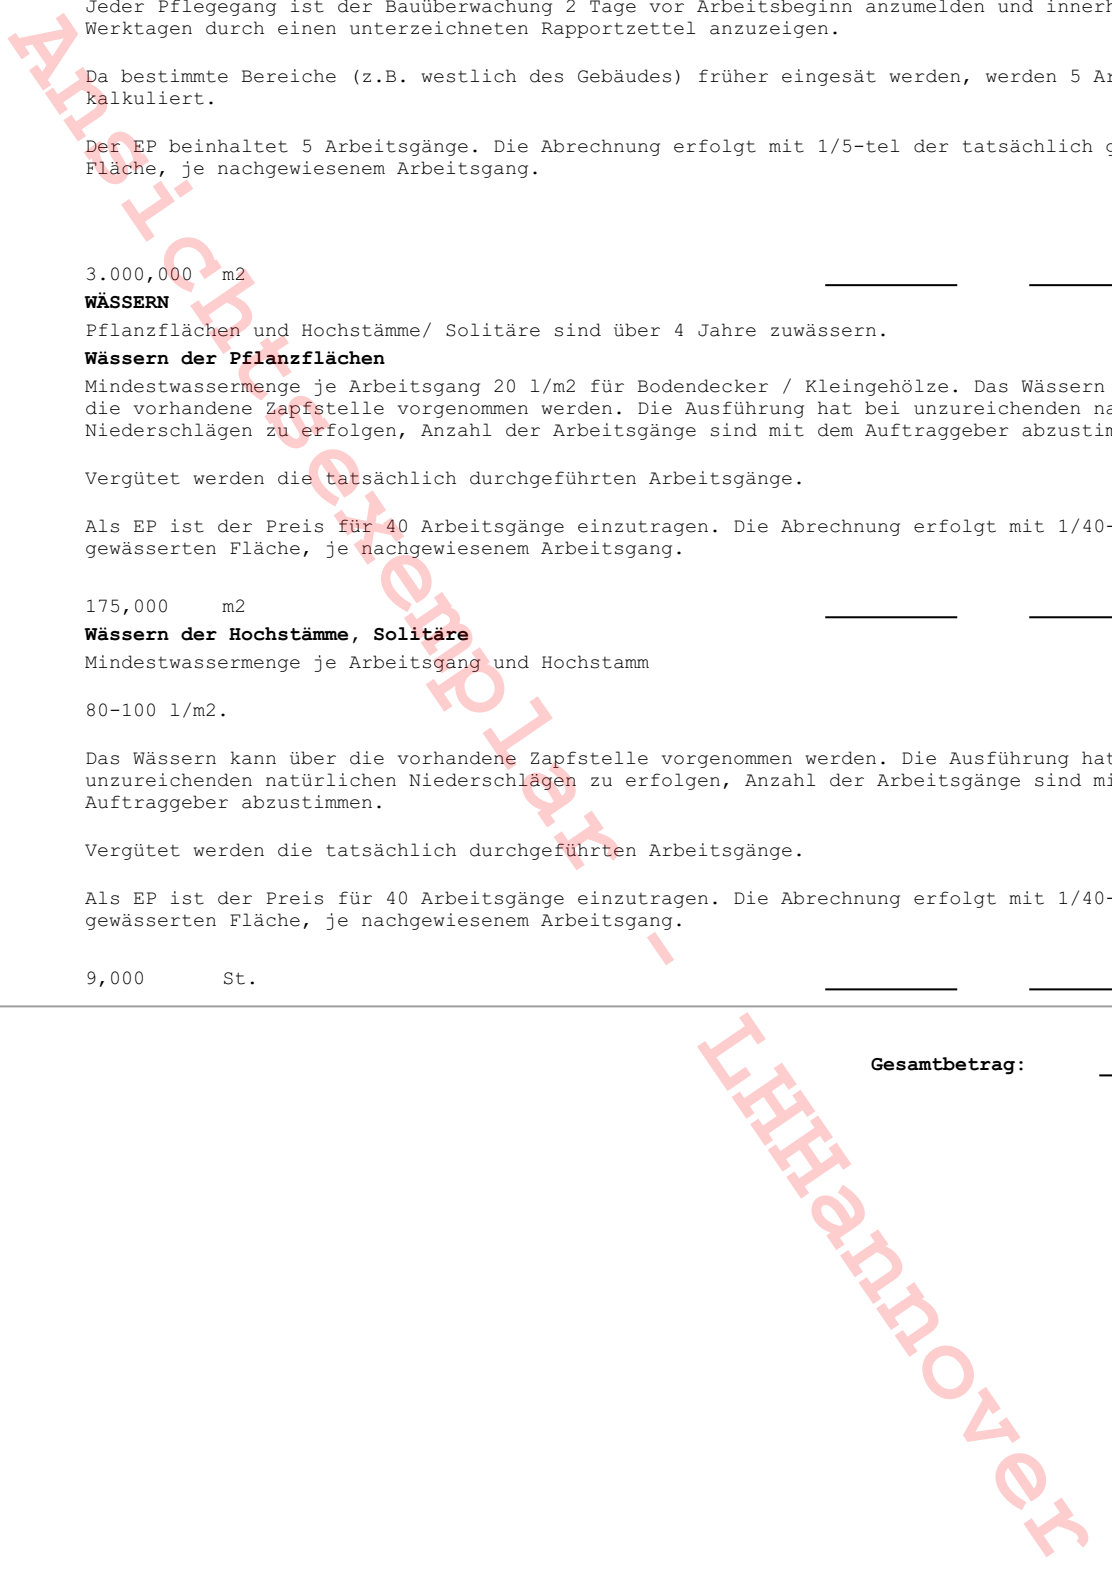 Jeder Pflegegang ist der Bauüberwachung 2 Tage vor Arbeitsbeginn anzumelden und
Werktagen durch einen unterzeichneten Rapportzettel anzuzeigen.
Da bestimmte Bereiche (z.B. westlich des Gebäudes) früher eingesät werden, werden 5
kalkuliert.
Der EP beinhaltet 5 Arbeitsgänge. Die Abrechnung erfolgt mit 1/5-tel der tatsächlich
Fläche, je nachgewiesenem Arbeitsgang.
3.000,000 m2
WÄSSERN
Pflanzflächen und Hochstämme/ Solitäre sind über 4 Jahre zuwässern.
Wässern der Pflanzflächen
Mindestwassermenge je Arbeitsgang 20 l/m2 für Bodendecker / Kleingehölze. Das Wässern
die vorhandene Zapfstelle vorgenommen werden. Die Ausführung hat bei unzureichenden
Niederschlägen zu erfolgen, Anzahl der Arbeitsgänge sind mit dem Auftraggeber
Vergütet werden die tatsächlich durchgeführten Arbeitsgänge.
Als EP ist der Preis für 40 Arbeitsgänge einzutragen. Die Abrechnung erfolgt mit 1/40-
gewässerten Fläche, je nachgewiesenem Arbeitsgang.
175,000 m2
Wässern der Hochstämme, Solitäre
Mindestwassermenge je Arbeitsgang und Hochstamm
80-100 l/m2.
Das Wässern kann über die vorhandene Zapfstelle vorgenommen werden. Die Ausführung hat
unzureichenden natürlichen Niederschlägen zu erfolgen, Anzahl der Arbeitsgänge sind
Auftraggeber abzustimmen.
Vergütet werden die tatsächlich durchgeführten Arbeitsgänge.
Als EP ist der Preis für 40 Arbeitsgänge einzutragen. Die Abrechnung erfolgt mit 1/40-
gewässerten Fläche, je nachgewiesenem Arbeitsgang.
9,000 St.
Gesamtbetrag:
Ansichtsexemplar - LHHannover